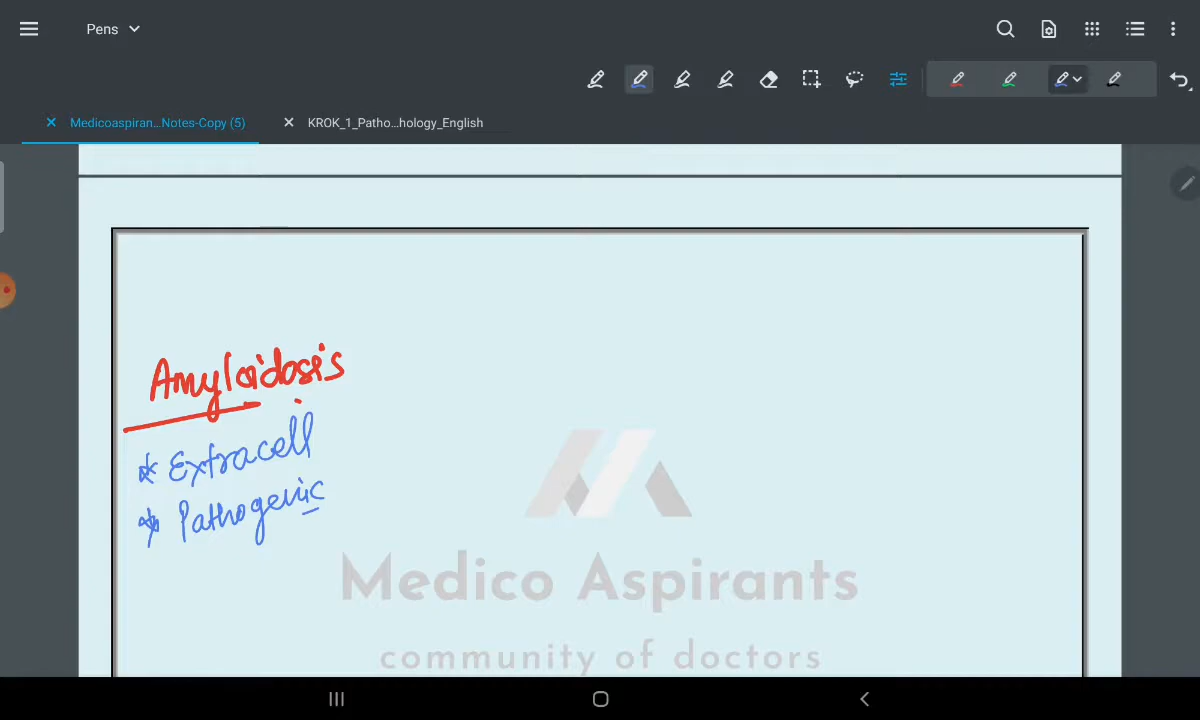 Pens
Medicoaspiran...Notes-Copy (5)
KROK_1_Patho...hology_English
Amyloidosis
* Extracell
* Pathogenic
Medico Aspirants
community of doctors